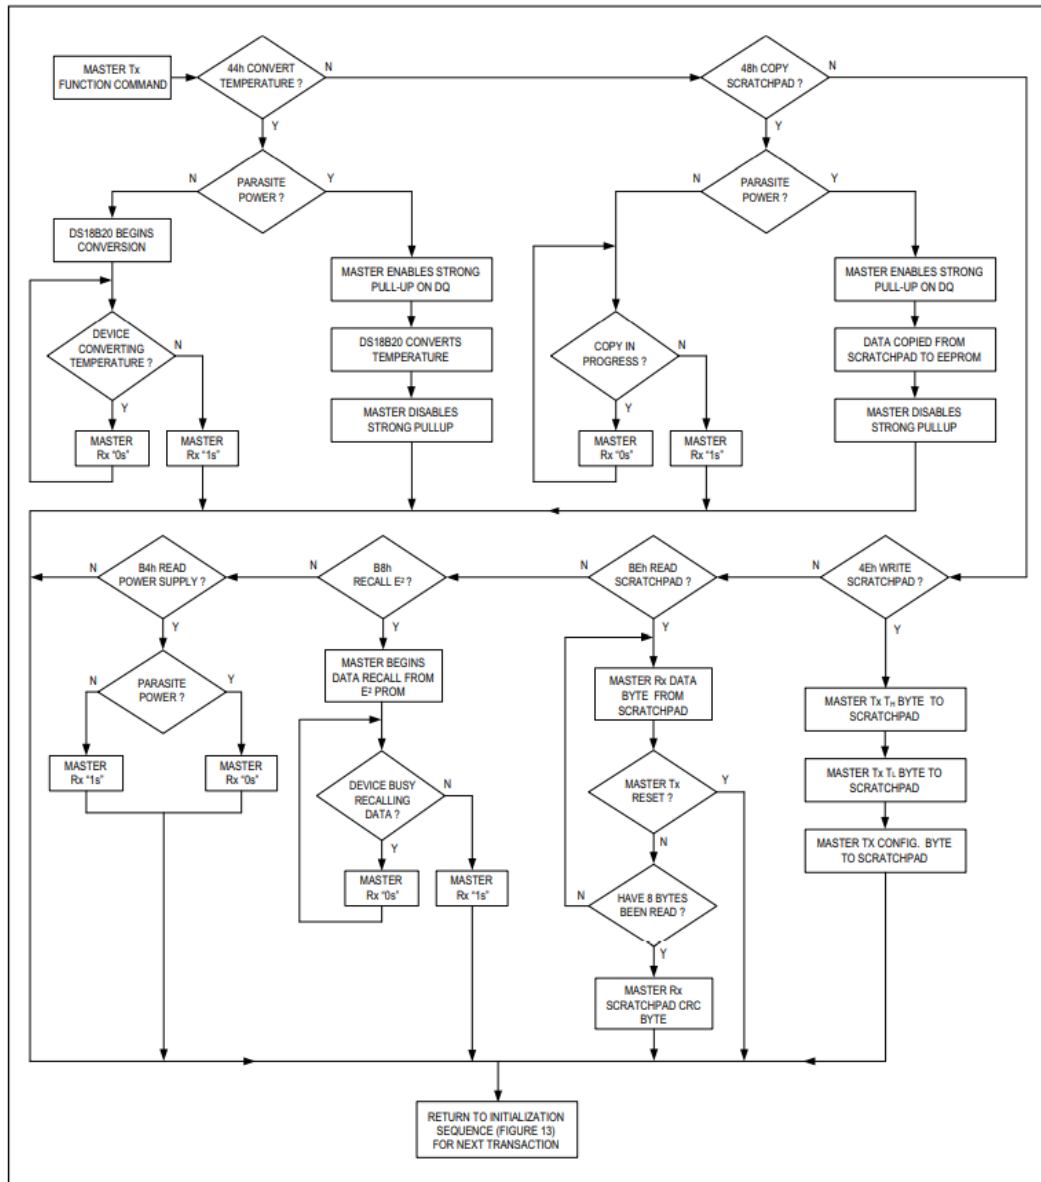 MASTER Tx
FUNCTION COMMAND
44h CONVERT
TEMPERATURE ?
N
Y
48h COPY
SCRATCHPAD ?
N
Y
PARASITE
POWER ?
N
Y
PARASITE
POWER ?
N
Y
DS18B20 BEGINS
CONVERSION
MASTER ENABLES STRONG
PULL-UP ON DQ
MASTER ENABLES STRONG
PULL-UP ON DQ
DEVICE
CONVERTING
TEMPERATURE ?
N
Y
DS18B20 CONVERTS
TEMPERATURE
COPY IN
PROGRESS ?
N
Y
DATA COPIED FROM
SCRATCHPAD TO EEPROM
MASTER
Rx “0s”
MASTER
Rx “1s”
MASTER DISABLES
STRONG PULLUP
MASTER
Rx “0s”
MASTER
Rx “1s”
MASTER DISABLES
STRONG PULLUP
B4h READ
POWER SUPPLY ?
N
Y
B8h
RECALL E² ?
N
Y
BEh READ
SCRATCHPAD ?
N
Y
4Eh WRITE
SCRATCHPAD ?
N
Y
PARASITE
POWER ?
N
Y
MASTER BEGINS
DATA RECALL FROM
E² PROM
MASTER Rx DATA
BYTE FROM
SCRATCHPAD
MASTER Tx TH BYTE TO
SCRATCHPAD
MASTER
Rx “1s”
MASTER
Rx “0s”
DEVICE BUSY
RECALLING
DATA ?
N
Y
MASTER Tx
RESET ?
Y
N
MASTER Tx TL BYTE TO
SCRATCHPAD
MASTER TX CONFIG. BYTE
TO SCRATCHPAD
MASTER
Rx “0s”
MASTER
Rx “1s”
HAVE 8 BYTES
BEEN READ ?
N
Y
MASTER Rx
SCRATCHPAD CRC
BYTE
RETURN TO INITIALIZATION
SEQUENCE (FIGURE 13)
FOR NEXT TRANSACTION